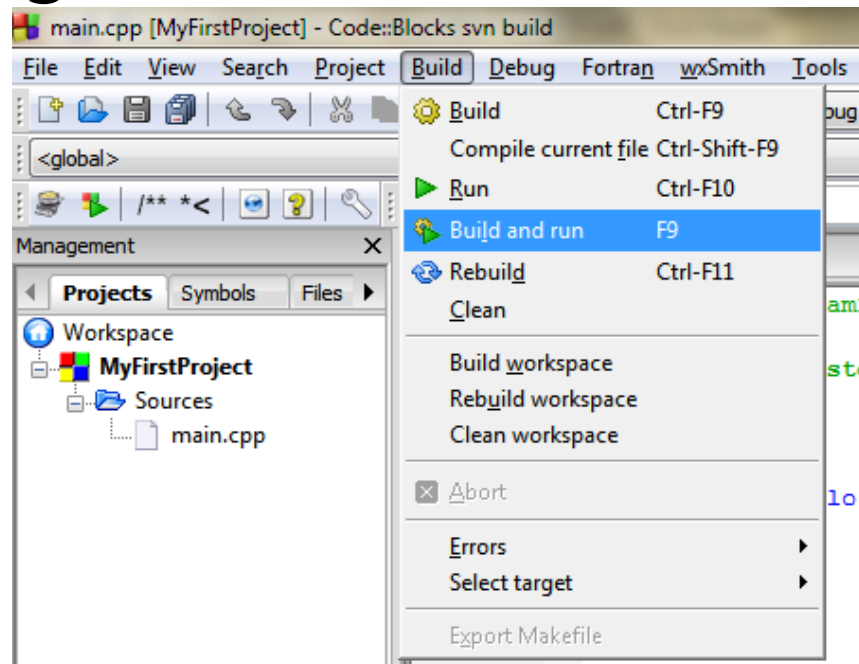 main.cpp [MyFirstProject] - Code::Blocks svn build
File Edit View Search Project Build Debug Fortran wxSmith Tools
<global>
/** *<
Management X
Projects Symbols Files
Workspace
MyFirstProject
Sources
main.cpp
Build Ctrl-F9
Compile current file Ctrl-Shift-F9
Run Ctrl-F10
Build and run F9
Rebuild Ctrl-F11
Clean
Build workspace
Rebuild workspace
Clean workspace
Abort
Errors
Select target
Export Makefile